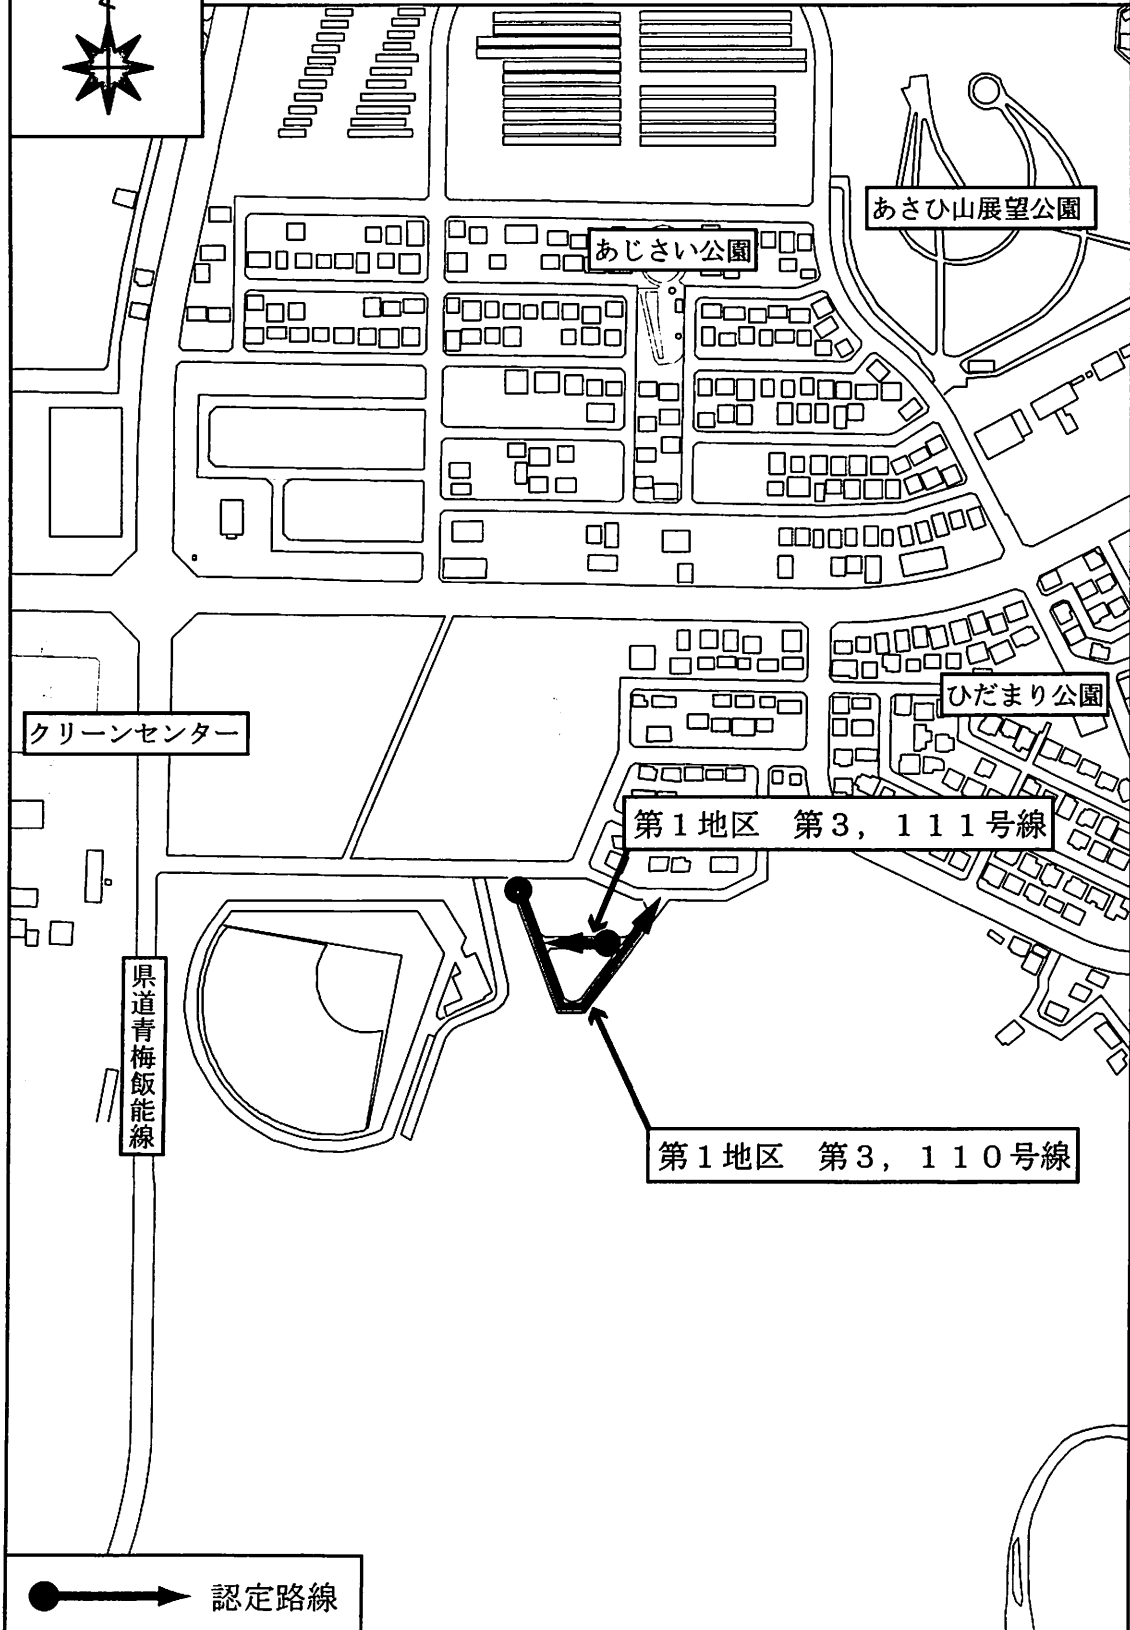 あさひ山展望公園
あじさい公園
ひだまり公園
クリーンセンター
第1地区　第3，111号線
県道青梅飯能線
第1地区　第3，110号線
認定路線